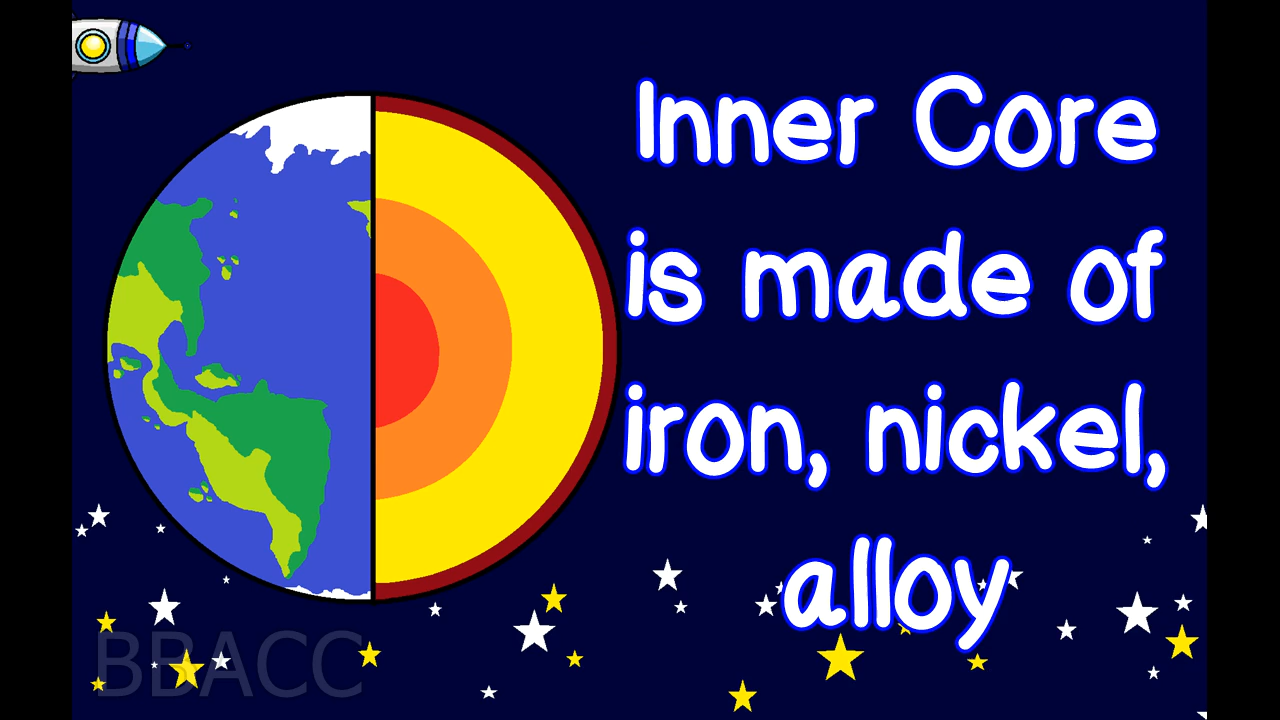 Inner Core
is made of
iron, nickel,
alloy
BBACC